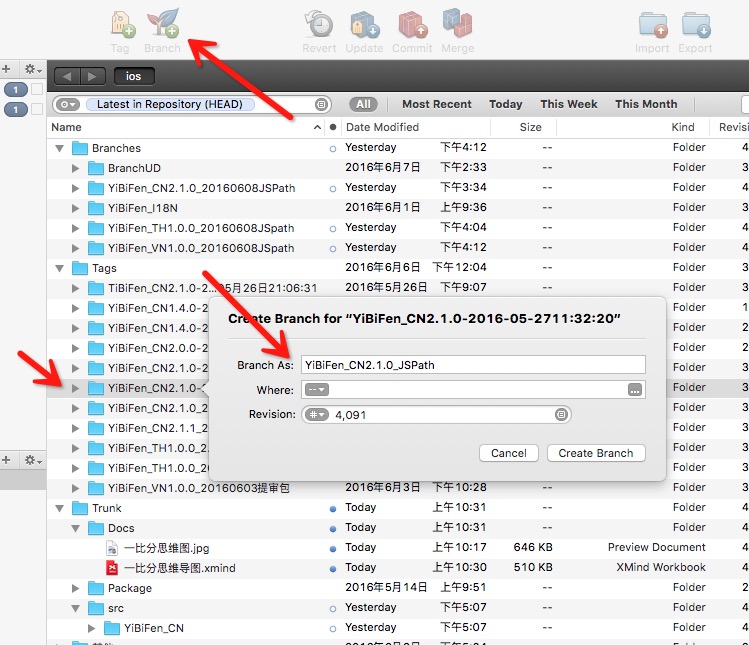 Tag Branch Revert Update Commit Merge Import Export
ios
1
1
Latest in Repository (HEAD) All Most Recent Today This Week This Month
Name Date Modified Size Kind Revisi
Branches Yesterday 下午4:12 -- Folder 4
BranchUD 2016年6月7日 下午2:33 -- Folder 3
YiBiFen_CN2.1.0_20160608JSPath Yesterday 下午3:34 -- Folder 4
YiBiFen_I18N 2016年6月1日 上午9:36 -- Folder 3
YiBiFen_TH1.0.0_20160608JSpath Yesterday 下午4:04 -- Folder 4
YiBiFen_VN1.0.0_20160608JSpath Yesterday 下午4:12 -- Folder 4
Tags 2016年6月6日 下午12:04 -- Folder 4
TiBiFen_CN2.1.0-2...05月26日21:06:31 2016年5月26日 下午9:07 -- Folder 3
YiBiFen_CN1.4.0-2 Folder 3
YiBiFen_CN1.4.0-2 Folder 3
YiBiFen_CN2.0.0-2 Folder 3
YiBiFen_CN2.1.0-2 Folder 3
YiBiFen_CN2.1.0-2 Folder 3
YiBiFen_CN2.1.0_2 Folder 3
YiBiFen_CN2.1.1_2 Folder 3
YiBiFen_TH1.0.0_2 Folder 3
YiBiFen_TH1.0.0_20 Folder 3
YiBiFen_VN1.0.0_20160603提审包 2016年6月3日 下午10:28 -- Folder 3
Create Branch for “YiBiFen_CN2.1.0-2016-05-2711:32:20”
Branch As: YiBiFen_CN2.1.0_JSPath
Where: --
Revision: # 4,091
Cancel Create Branch
Trunk Today 上午10:31 -- Folder 4
Docs Today 上午10:31 -- Folder 4
一比分思维图.jpg Today 上午10:17 646 KB Preview Document 4
一比分思维导图.xmind Today 上午10:30 510 KB XMind Workbook 4
Package 2016年5月14日 上午9:51 -- Folder 3
src Yesterday 下午5:07 -- Folder 4
YiBiFen_CN Yesterday 下午5:07 -- Folder 4